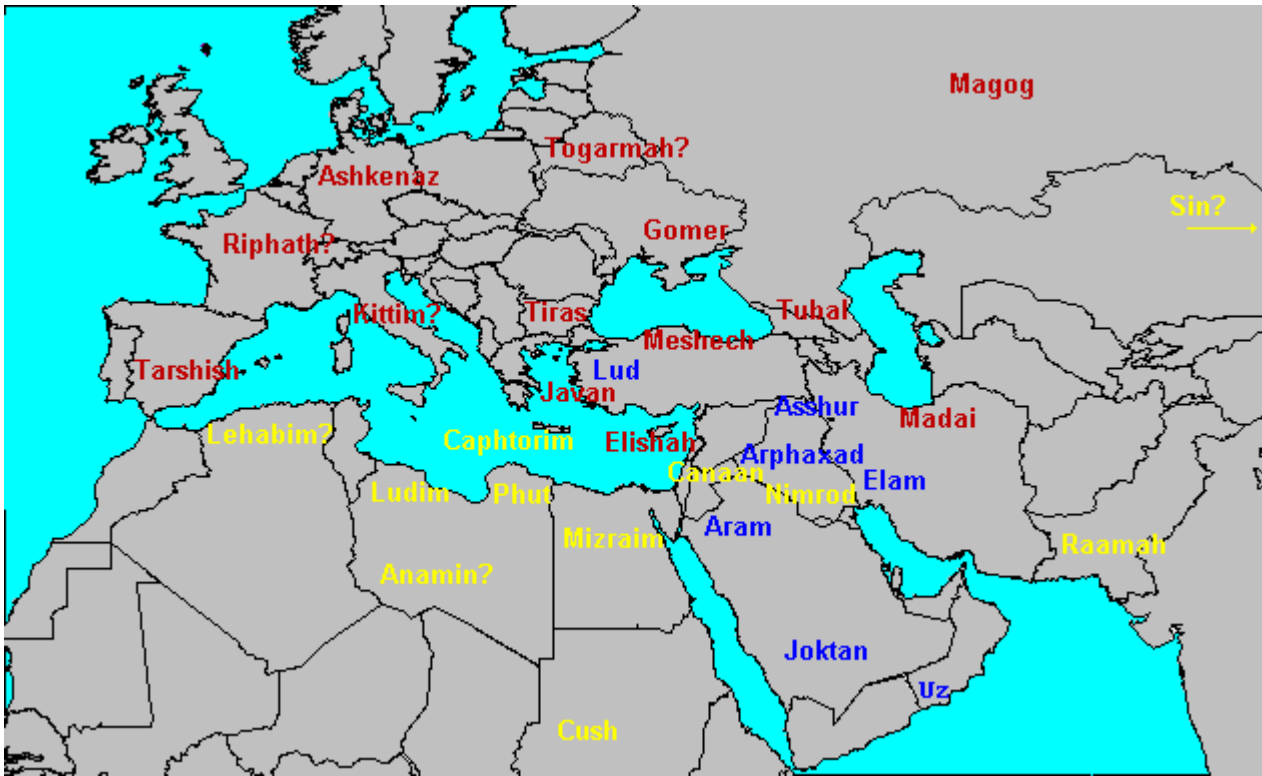 Magog
Togarmah?
Ashkenaz
Sin?
Gomer
Riphath?
Kittim?
Tiras
Tubal
Meshech
Tarshish
Lud
Javan
Asshur
Madai
Lehabim?
Caphtorim
Elishah
Arphaxad
Canaan
Elam
Ludim
Phut
Nimrod
Aram
Mizraim
Raamah
Anamin?
Joktan
Uz
Cush